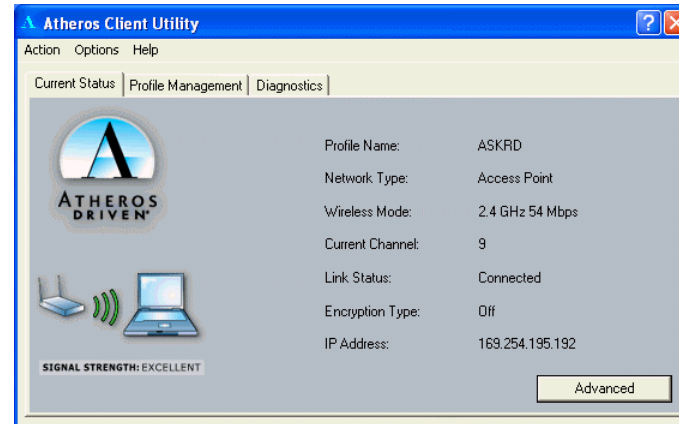 Atheros Client Utility
Action Options Help
Current Status Profile Management Diagnostics
ATHEROS
DRIVEN
Profile Name: ASKRD
Network Type: Access Point
Wireless Mode: 2.4 GHz 54 Mbps
Current Channel: 9
Link Status: Connected
Encryption Type: Off
IP Address: 169.254.195.192
SIGNAL STRENGTH: EXCELLENT
Advanced